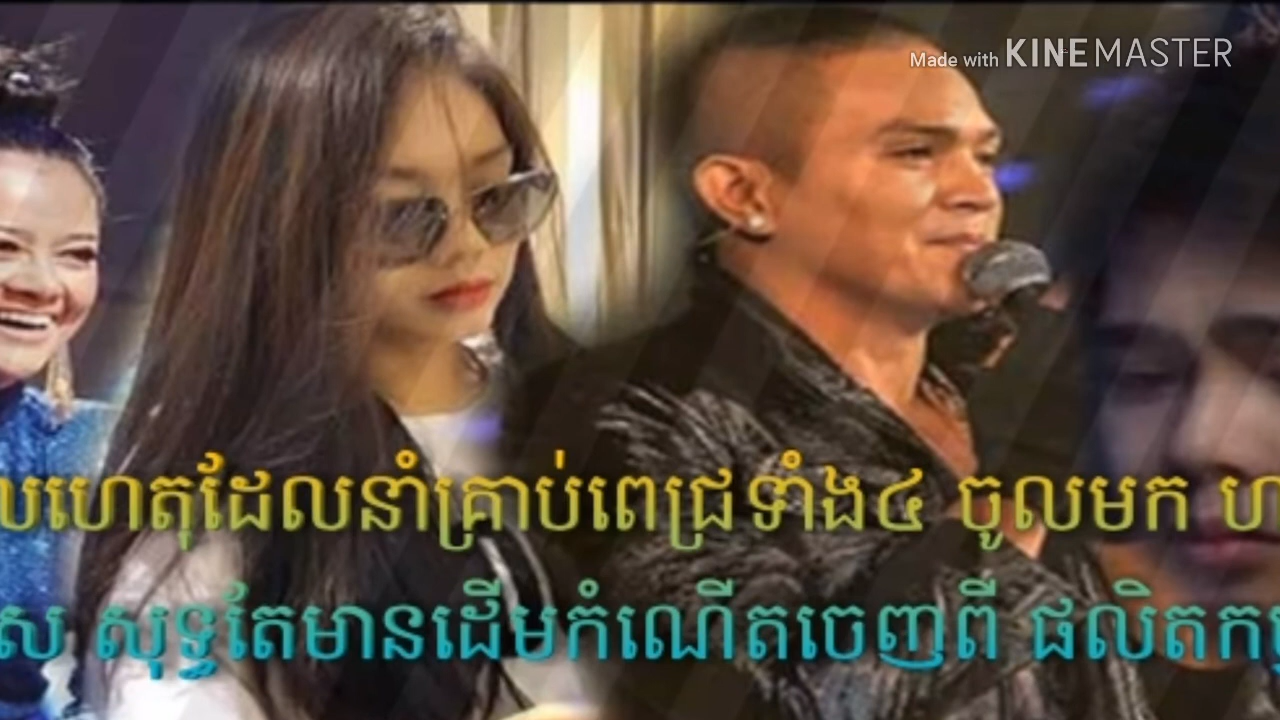 Made with KINEMASTER
លហេតុដែលនាំគ្រាប់ពេជ្រទាំង៤ ចូលមក ហ
ស សុទ្ធតែមានដើមកំណើតចេញពី ផលិតក